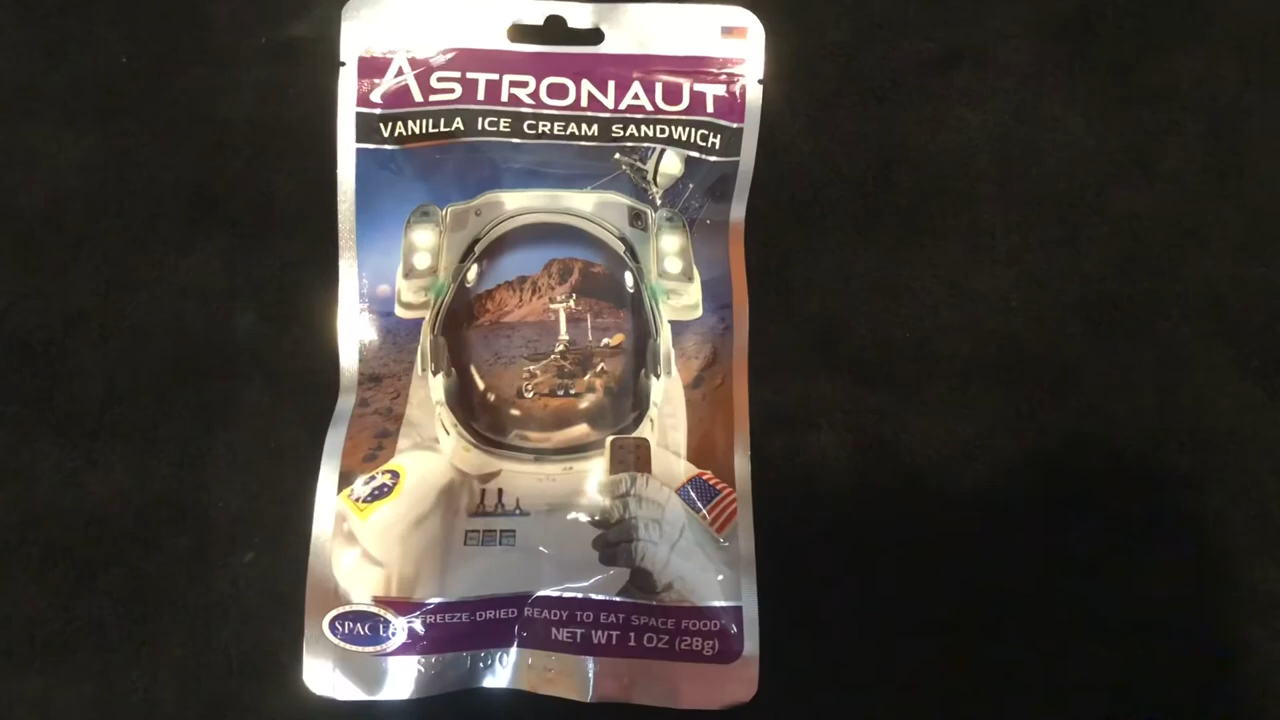 ASTRONAUT
VANILLA ICE CREAM SANDWICH
FREEZE-DRIED READY TO EAT SPACE FOOD
NET WT 1 OZ (28g)